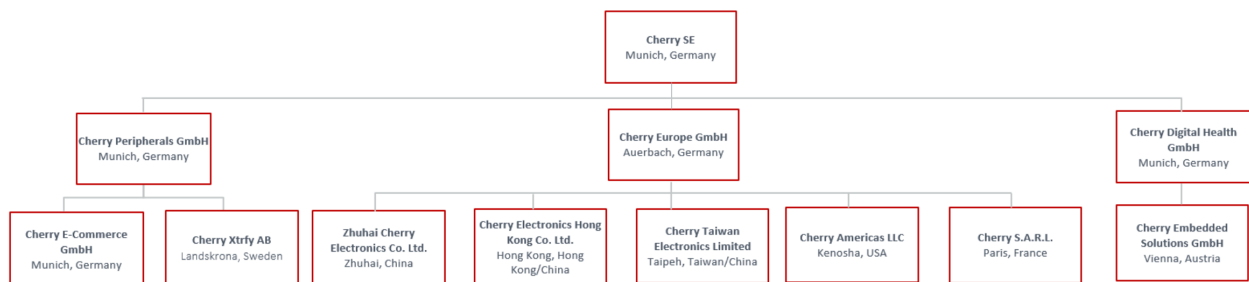 Cherry SE
Munich, Germany
Cherry Peripherals GmbH
Munich, Germany
Cherry Europe GmbH
Auerbach, Germany
Cherry Digital Health
GmbH
Munich, Germany
Cherry E-Commerce
GmbH
Munich, Germany
Cherry Xtrfy AB
Landskrona, Sweden
Zhuhai Cherry
Electronics Co. Ltd.
Zhuhai, China
Cherry Electronics Hong
Kong Co. Ltd.
Hong Kong, Hong
Kong/China
Cherry Taiwan
Electronics Limited
Taipeh, Taiwan/China
Cherry Americas LLC
Kenosha, USA
Cherry S.A.R.L.
Paris, France
Cherry Embedded
Solutions GmbH
Vienna, Austria